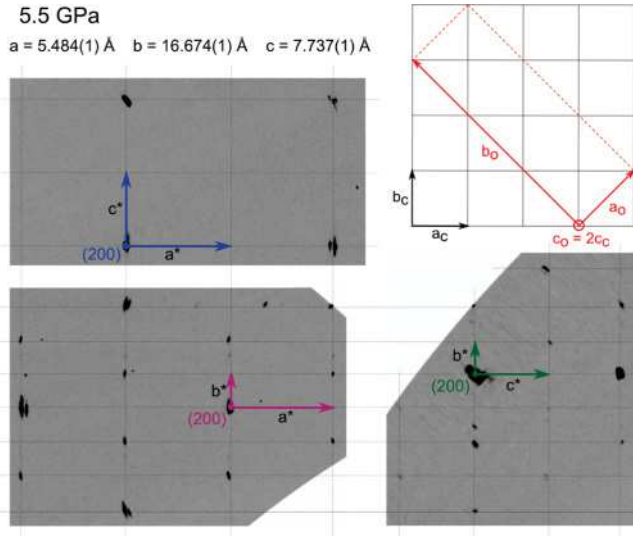 5.5 GPa
a = 5.484(1) Å b = 16.674(1) Å c = 7.737(1) Å
c*
(200)
a*
b_o
b_c
a_o
a_c
c_o = 2c_c
b*
(200)
a*
b*
(200)
c*